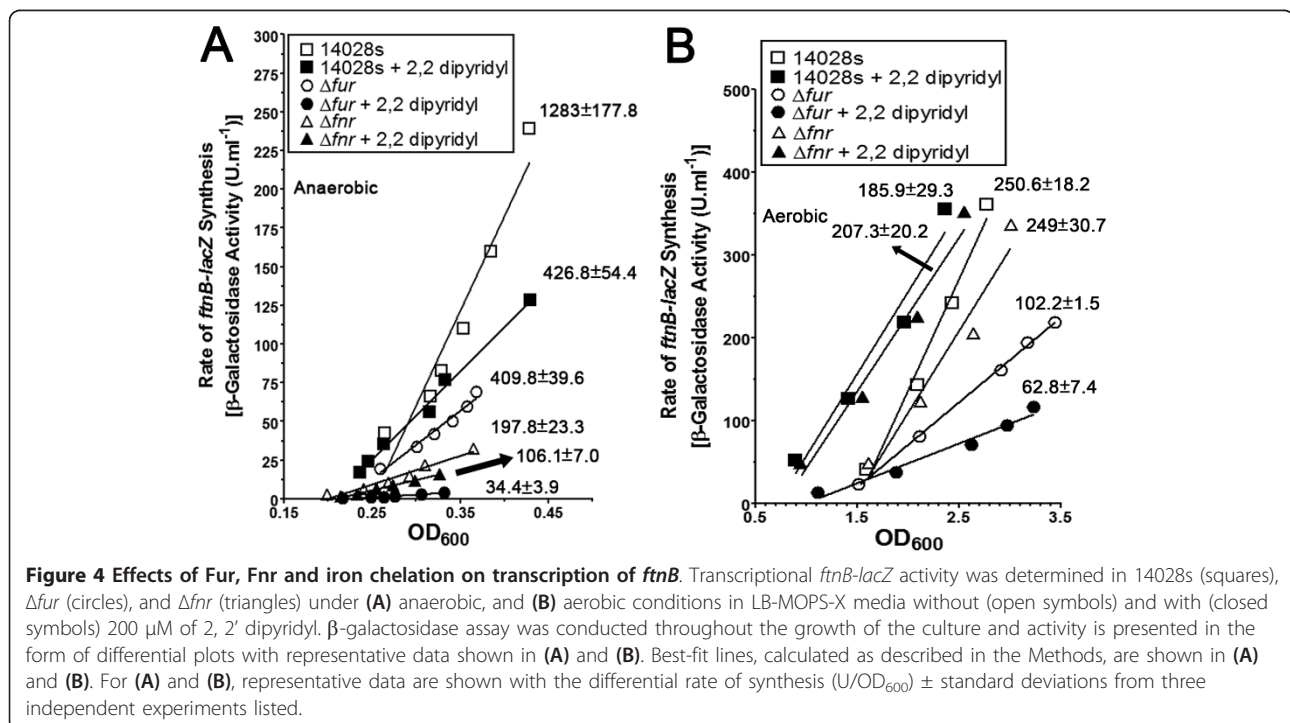 A
Rate of ftnB-lacZ Synthesis
[β-Galactosidase Activity (U.ml⁻¹)]
300
275
250
225
200
175
150
125
100
75
50
25
0
14028s
14028s + 2,2 dipyridyl
Δfur
Δfur + 2,2 dipyridyl
Δfnr
Δfnr + 2,2 dipyridyl
Anaerobic
1283±177.8
426.8±54.4
409.8±39.6
197.8±23.3
106.1±7.0
34.4±3.9
0.15
0.25
0.35
0.45
OD₆₀₀
B
Rate of ftnB-lacZ Synthesis
[β-Galactosidase Activity (U.ml⁻¹)]
500
400
300
200
100
0
14028s
14028s + 2,2 dipyridyl
Δfur
Δfur + 2,2 dipyridyl
Δfnr
Δfnr + 2,2 dipyridyl
Aerobic
185.9±29.3
250.6±18.2
207.3±20.2
249±30.7
102.2±1.5
62.8±7.4
0.5
1.5
2.5
3.5
OD₆₀₀
Figure 4 Effects of Fur, Fnr and iron chelation on transcription of ftnB. Transcriptional ftnB-lacZ activity was determined in 14028s (squares),
Δfur (circles), and Δfnr (triangles) under (A) anaerobic, and (B) aerobic conditions in LB-MOPS-X media without (open symbols) and with (closed
symbols) 200 μM of 2, 2′ dipyridyl. β-galactosidase assay was conducted throughout the growth of the culture and activity is presented in the
form of differential plots with representative data shown in (A) and (B). Best-fit lines, calculated as described in the Methods, are shown in (A)
and (B). For (A) and (B), representative data are shown with the differential rate of synthesis (U/OD₆₀₀) ± standard deviations from three
independent experiments listed.